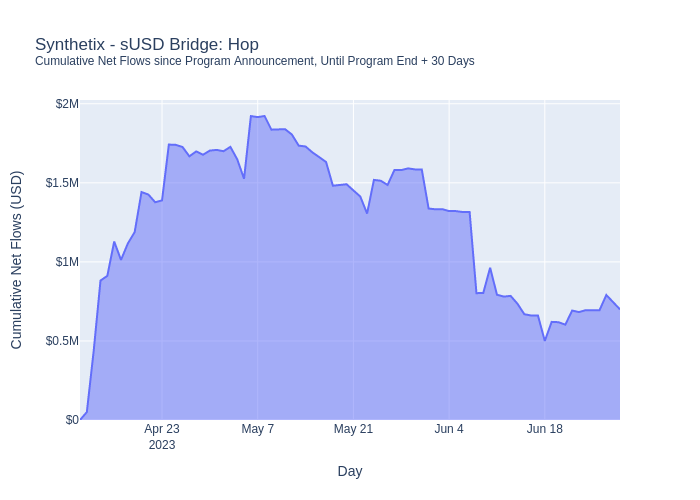 Synthetix - sUSD Bridge: Hop
Cumulative Net Flows since Program Announcement, Until Program End + 30 Days
Cumulative Net Flows (USD)
$2M
$1.5M
$1M
$0.5M
$0
Apr 23
2023
May 7
May 21
Jun 4
Jun 18
Day